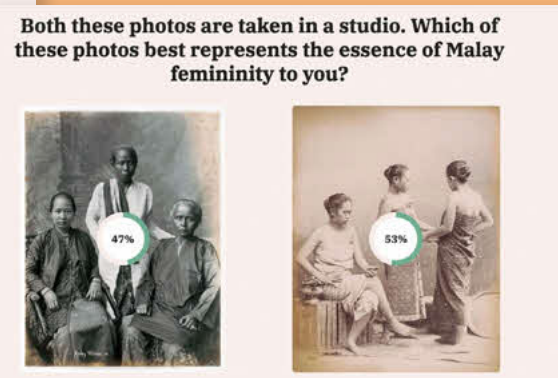 Both these photos are taken in a studio. Which of
these photos best represents the essence of Malay
femininity to you?
47%
53%